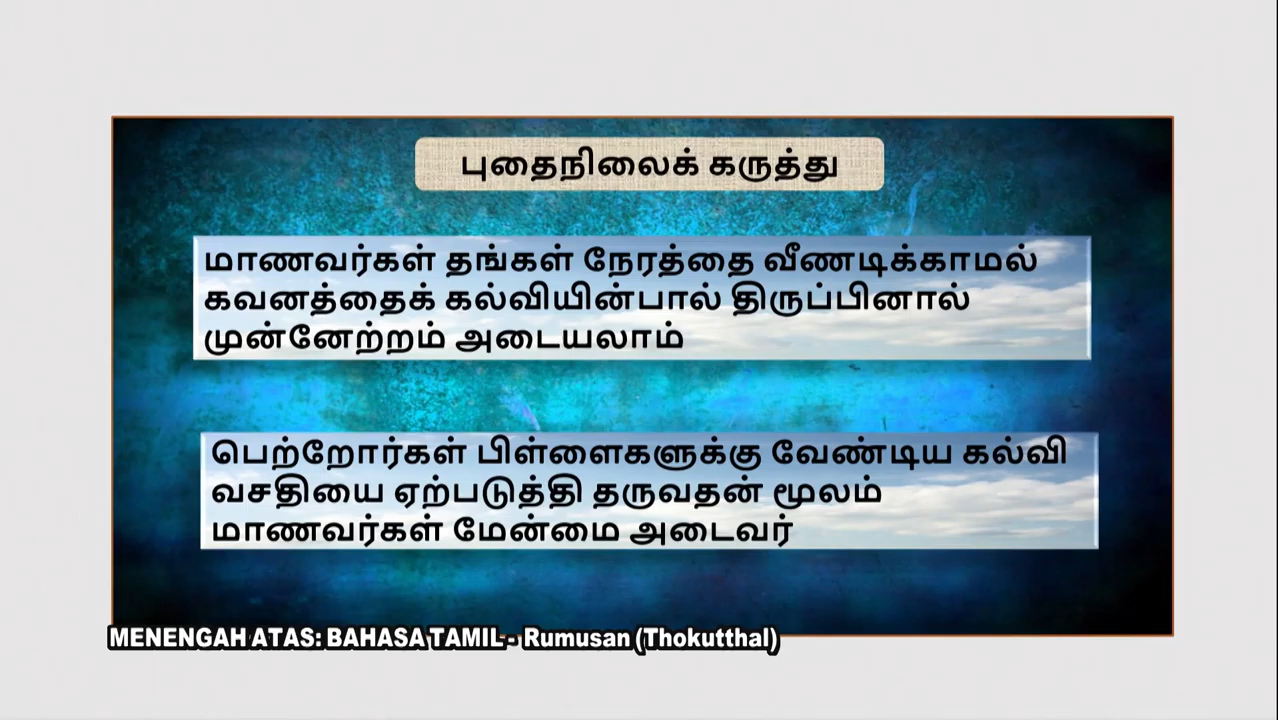 புதைநிலைக் கருத்து
மாணவர்கள் தங்கள் நேரத்தை வீணடிக்காமல்
கவனத்தைக் கல்வியின்பால் திருப்பினால்
முன்னேற்றம் அடையலாம்
பெற்றோர்கள் பிள்ளைகளுக்கு வேண்டிய கல்வி
வசதியை ஏற்படுத்தி தருவதன் மூலம்
மாணவர்கள் மேன்மை அடைவர்
MENENGAH ATAS: BAHASA TAMIL - Rumusan (Thokutthal)